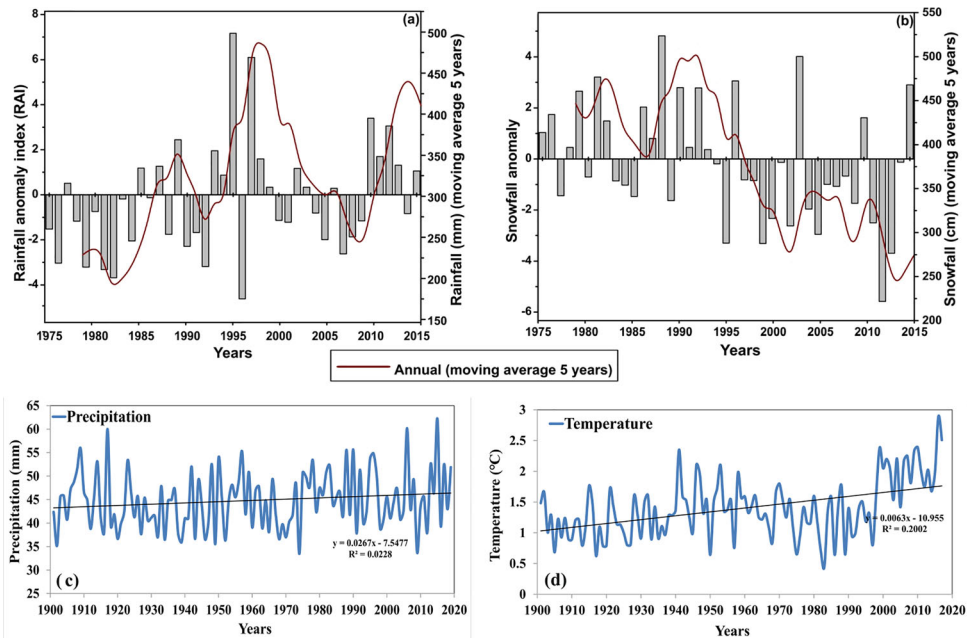 (a)
Rainfall anomaly index (RAI)
8
6
4
2
0
-2
-4
500
450
400
350
300
250
200
150
Rainfall (mm) (moving average 5 years)
1975 1980 1985 1990 1995 2000 2005 2010 2015
Years
(b)
Snowfall anomaly
6
4
2
0
-2
-4
-6
550
500
450
400
350
300
250
200
Snowfall (cm) (moving average 5 years)
1975 1980 1985 1990 1995 2000 2005 2010 2015
Years
Annual (moving average 5 years)
Precipitation
Precipitation (mm)
65
60
55
50
45
40
35
30
25
y = 0.0267x - 7.5477
R² = 0.0228
(c)
1900 1910 1920 1930 1940 1950 1960 1970 1980 1990 2000 2010 2020
Years
Temperature
Temperature (°C)
3
2.5
2
1.5
1
0.5
0
y = 0.0063x - 10.955
R² = 0.2002
(d)
1900 1910 1920 1930 1940 1950 1960 1970 1980 1990 2000 2010 2020
Years